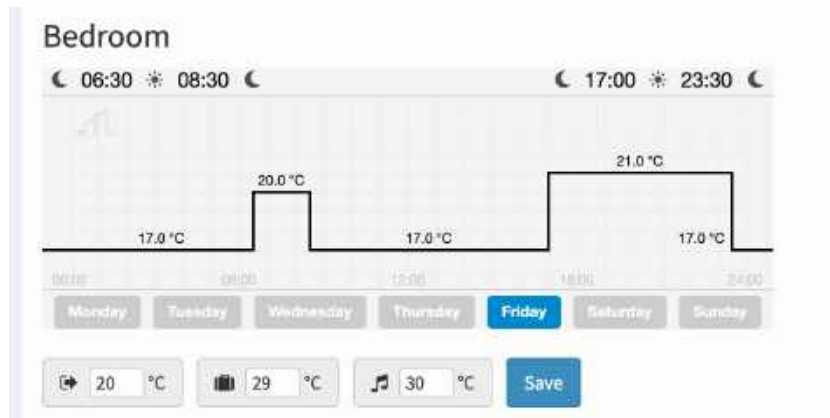 Bedroom
06:30 08:30 17:00 23:30
21.0 °C
20.0 °C
17.0 °C 17.0 °C 17.0 °C
00:00 06:00 12:00 18:00 24:00
Monday Tuesday Wednesday Thursday Friday Saturday Sunday
20 °C 29 °C 30 °C Save